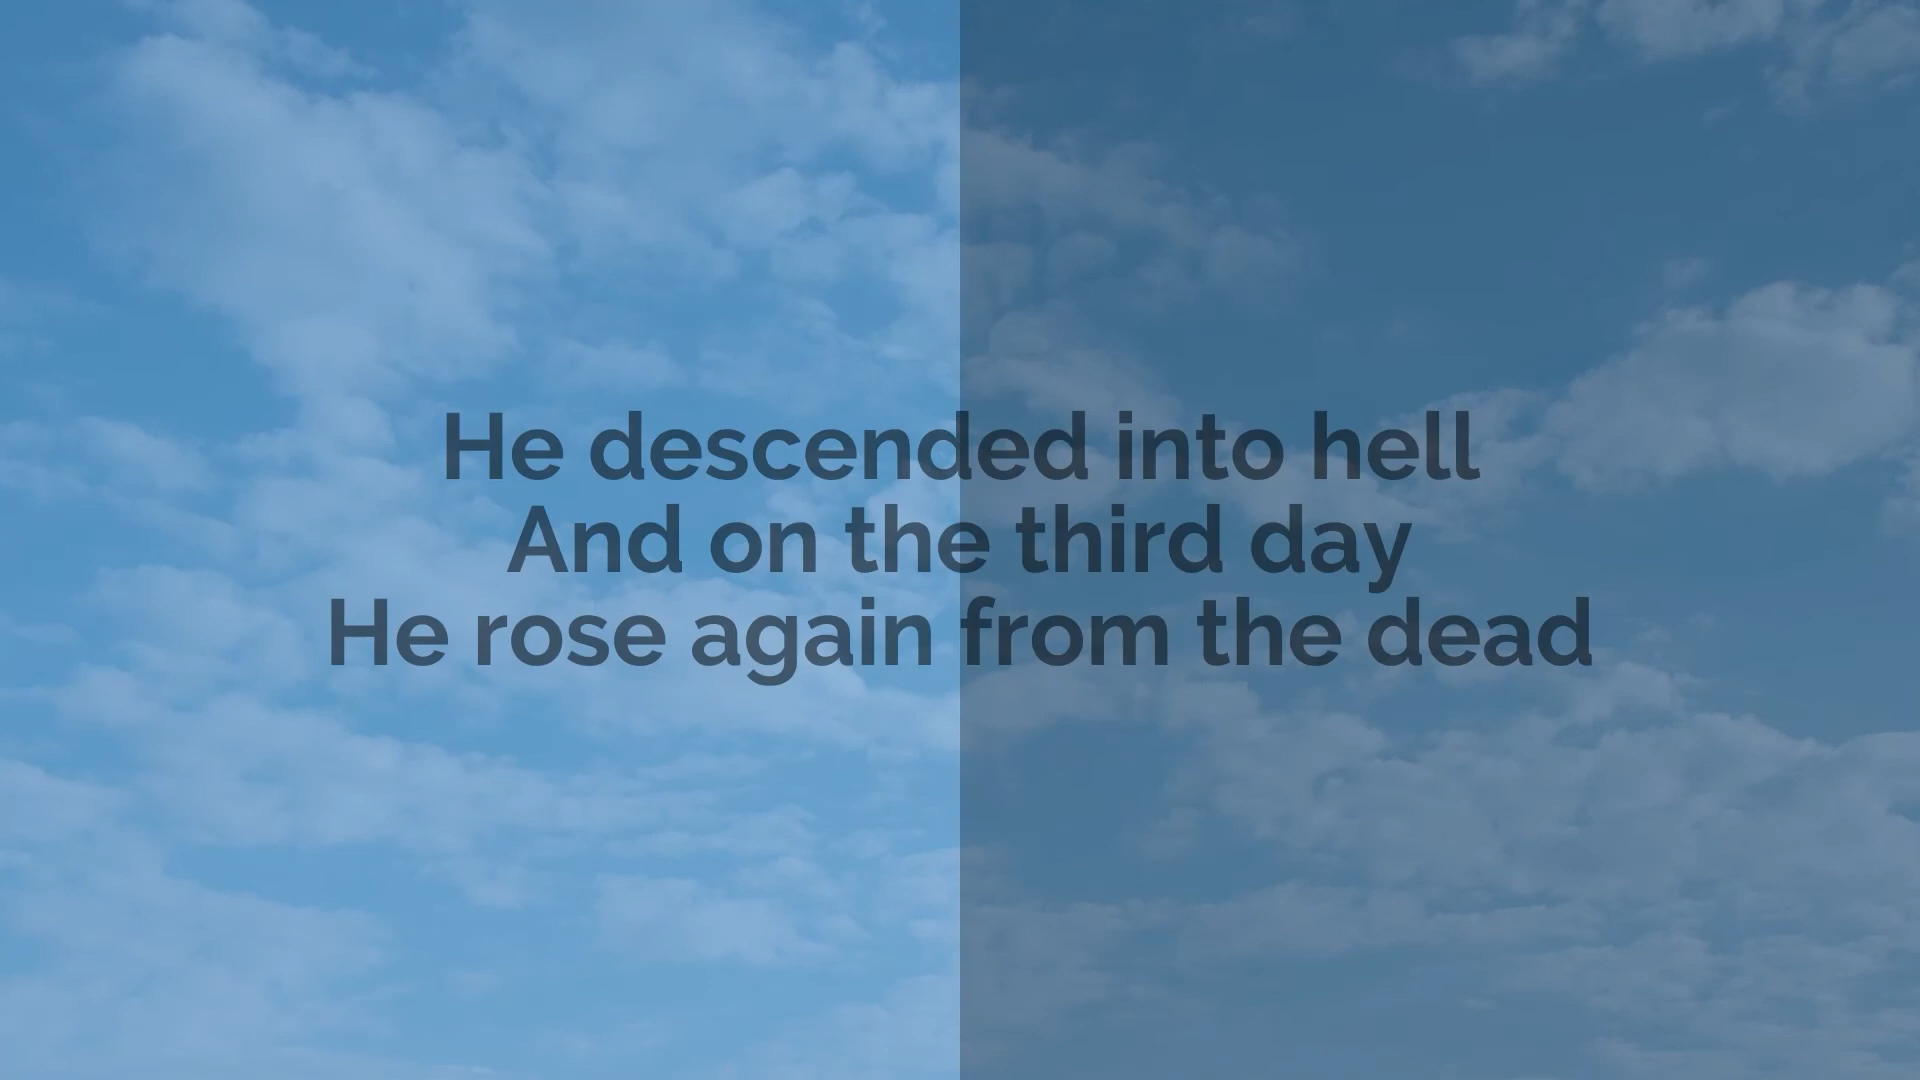 He descended into hell
And on the third day
He rose again from the dead